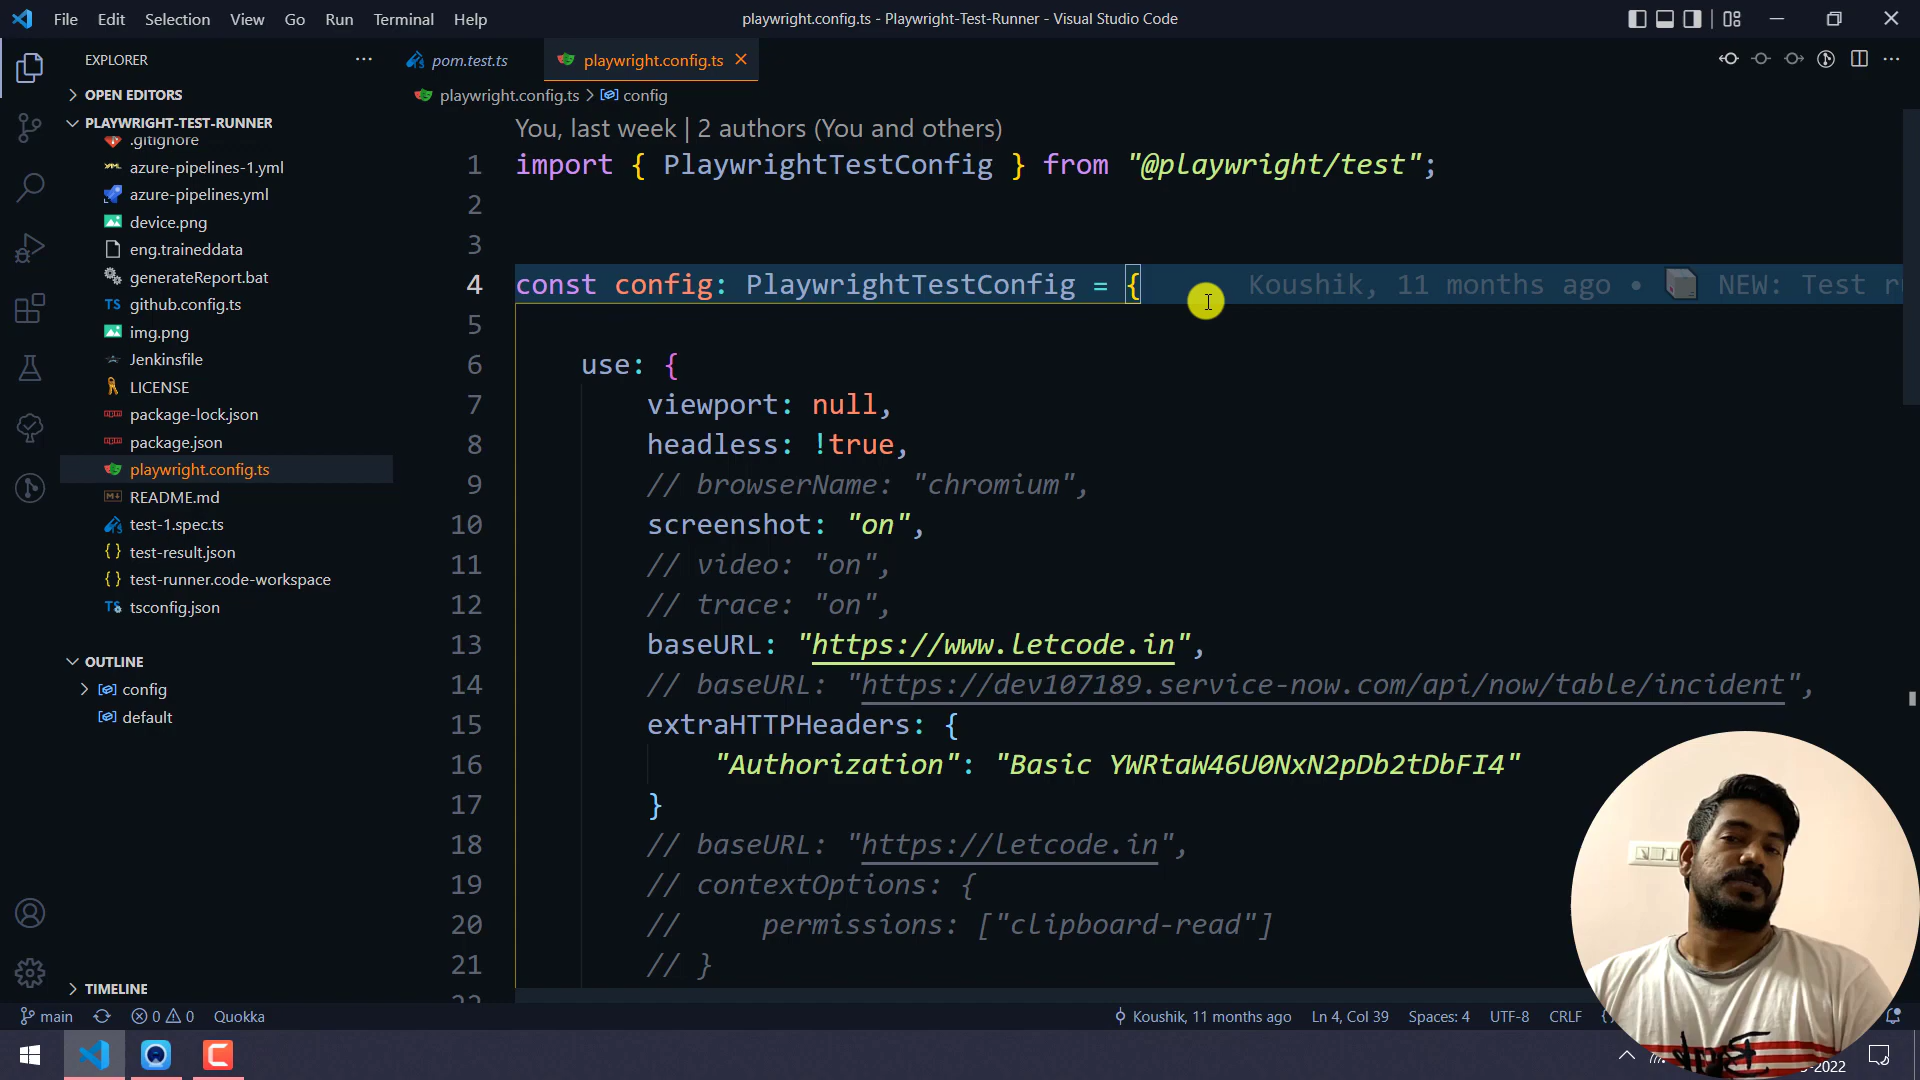 File Edit Selection View Go Run Terminal Help
playwright.config.ts - Playwright-Test-Runner - Visual Studio Code
EXPLORER
OPEN EDITORS
PLAYWRIGHT-TEST-RUNNER
.gitignore
azure-pipelines-1.yml
azure-pipelines.yml
device.png
eng.traineddata
generateReport.bat
TS github.config.ts
img.png
Jenkinsfile
LICENSE
package-lock.json
package.json
playwright.config.ts
README.md
test-1.spec.ts
{} test-result.json
{} test-runner.code-workspace
TS tsconfig.json
OUTLINE
config
default
TIMELINE
pom.test.ts playwright.config.ts
playwright.config.ts > config
You, last week | 2 authors (You and others)
1 import { PlaywrightTestConfig } from "@playwright/test";
2
3
4 const config: PlaywrightTestConfig = { Koushik, 11 months ago • NEW: Test
5
6 use: {
7 viewport: null,
8 headless: !true,
9 // browserName: "chromium",
10 screenshot: "on",
11 // video: "on",
12 // trace: "on",
13 baseURL: "https://www.letcode.in",
14 // baseURL: "https://dev107189.service-now.com/api/now/table/incident",
15 extraHTTPHeaders: {
16 "Authorization": "Basic YWRtaW46U0NxN2pDb2tDbFI4"
17 }
18 // baseURL: "https://letcode.in",
19 // contextOptions: {
20 // permissions: ["clipboard-read"]
21 // }
main 0 0 Quokka
Koushik, 11 months ago Ln 4, Col 39 Spaces: 4 UTF-8 CRLF
-2022